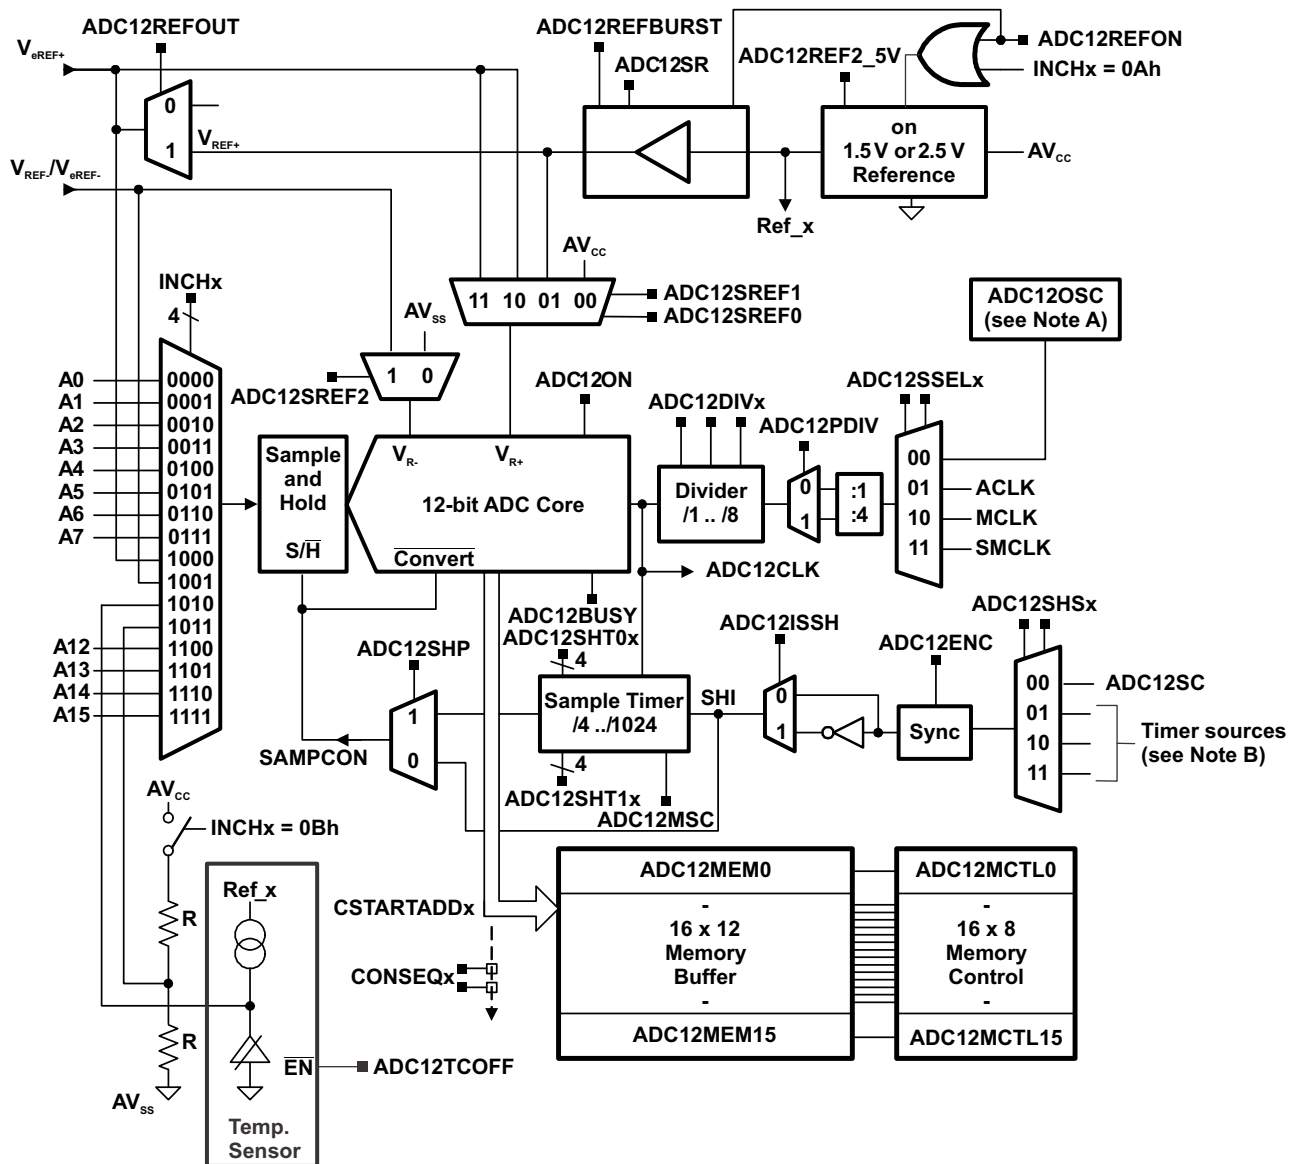 ADC12REFOUT
ADC12REFBURST
ADC12SR
ADC12REF2_5V
ADC12REFON
INCHx = 0Ah
VeREF+
0
1
VREF+
VREF-/VeREF-
on
1.5 V or 2.5 V
Reference
AVCC
Ref_x
AVCC
INCHx
4
AVSS
11 10 01 00
ADC12SREF1
ADC12SREF0
ADC12OSC
(see Note A)
1 0
ADC12SREF2
ADC12ON
ADC12DIVx
ADC12PDIV
ADC12SSELx
A0 0000
A1 0001
A2 0010
A3 0011
A4 0100
A5 0101
A6 0110
A7 0111
1000
1001
1010
1011
A12 1100
A13 1101
A14 1110
A15 1111
Sample
and
Hold
S/H
VR-
VR+
12-bit ADC Core
Convert
Divider
/1 .. /8
0
1
:1
:4
00
01 ACLK
10 MCLK
11 SMCLK
ADC12CLK
ADC12BUSY
ADC12SHT0x
4
ADC12SHP
1
0
SAMPCON
Sample Timer
/4 ../1024
4
ADC12SHT1x
ADC12MSC
SHI
ADC12ISSH
0
1
ADC12ENC
Sync
ADC12SHSx
00 ADC12SC
01
10
11
Timer sources
(see Note B)
AVCC
INCHx = 0Bh
R
R
AVSS
Ref_x
EN
ADC12TCOFF
Temp.
Sensor
CSTARTADDx
CONSEQx
ADC12MEM0
-
16 x 12
Memory
Buffer
-
ADC12MEM15
ADC12MCTL0
-
16 x 8
Memory
Control
-
ADC12MCTL15